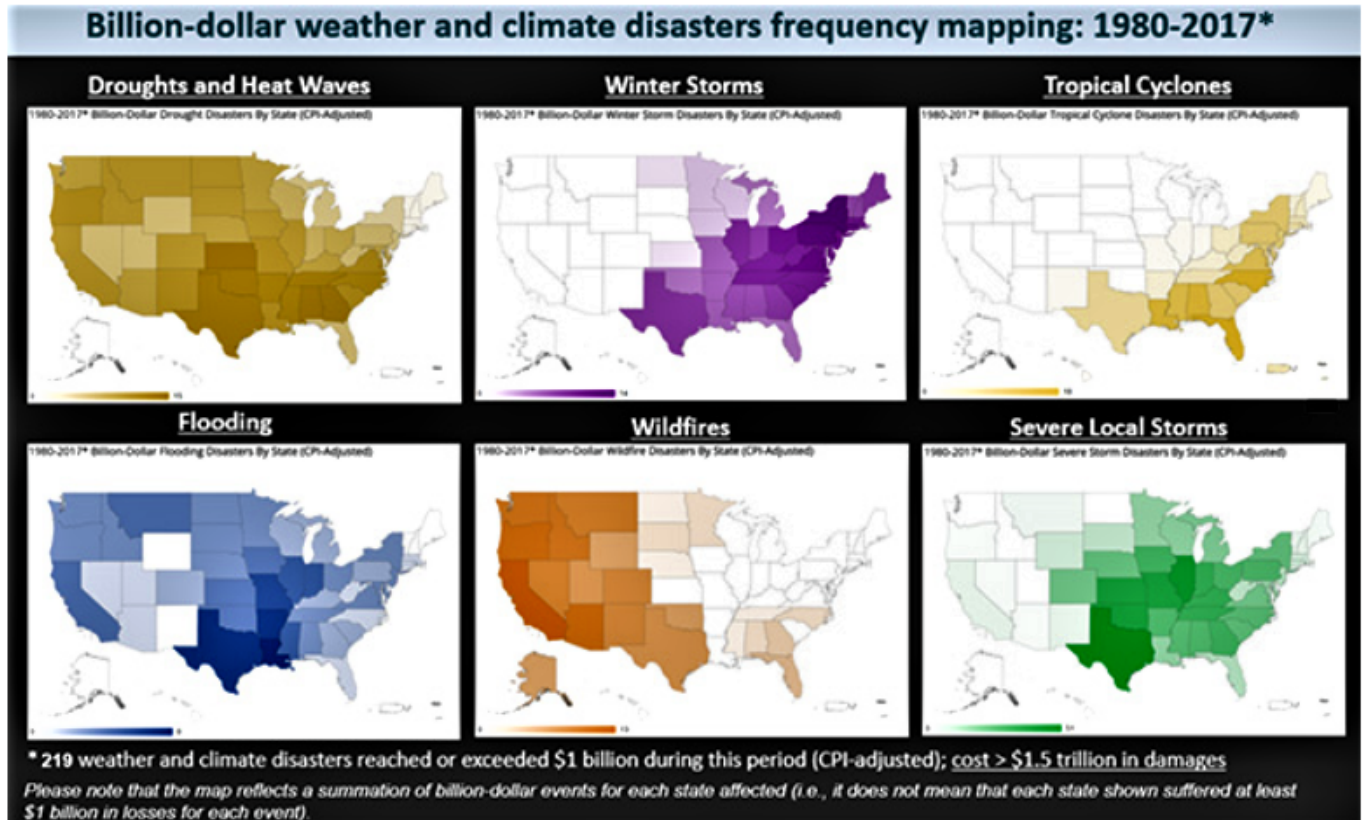 Billion-dollar weather and climate disasters frequency mapping: 1980-2017*
Droughts and Heat Waves
Winter Storms
Tropical Cyclones
1980-2017* Billion-Dollar Drought Disasters By State (CPI-Adjusted)
1980-2017* Billion-Dollar Winter Storm Disasters By State (CPI-Adjusted)
1980-2017* Billion-Dollar Tropical Cyclone Disasters By State (CPI-Adjusted)
Flooding
Wildfires
Severe Local Storms
1980-2017* Billion-Dollar Flooding Disasters By State (CPI-Adjusted)
1980-2017* Billion-Dollar Wildfire Disasters By State (CPI-Adjusted)
1980-2017* Billion-Dollar Severe Storm Disasters By State (CPI-Adjusted)
* 219 weather and climate disasters reached or exceeded $1 billion during this period (CPI-adjusted); cost > $1.5 trillion in damages
Please note that the map reflects a summation of billion-dollar events for each state affected (i.e., it does not mean that each state shown suffered at least
$1 billion in losses for each event).